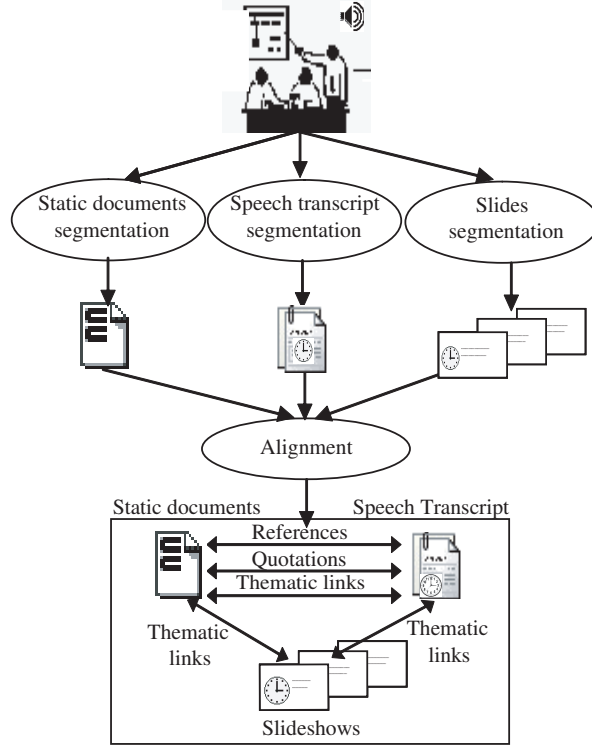 Static documents
segmentation
Speech transcript
segmentation
Slides
segmentation
Alignment
Static documents
Speech Transcript
References
Quotations
Thematic links
Thematic
links
Thematic
links
Slideshows